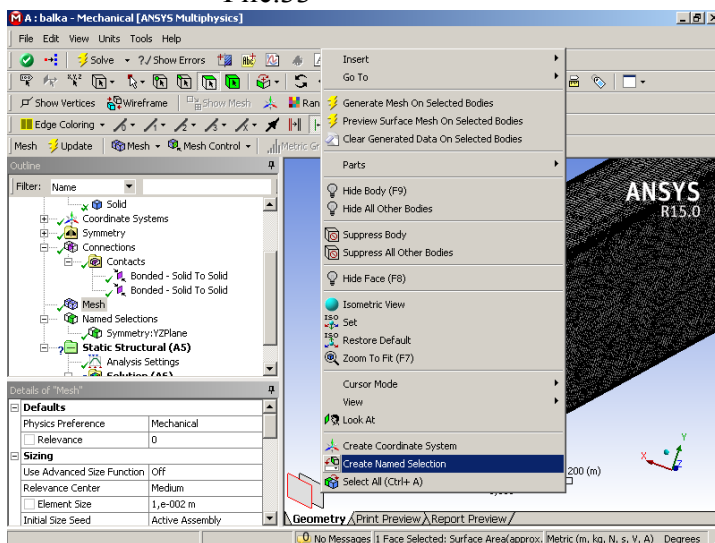 A : balka - Mechanical [ANSYS Multiphysics]
File Edit View Units Tools Help
Solve ?/ Show Errors
Show Vertices Wireframe Show Mesh Ran
Edge Coloring
Mesh Update Mesh Mesh Control Metric Gr
Outline
Filter: Name
Solid
Coordinate Systems
Symmetry
Connections
Contacts
Bonded - Solid To Solid
Bonded - Solid To Solid
Mesh
Named Selections
Symmetry:YZPlane
Static Structural (A5)
Analysis Settings
Solution (A6)
Details of "Mesh"
Defaults
Physics Preference Mechanical
Relevance 0
Sizing
Use Advanced Size Function Off
Relevance Center Medium
Element Size 1,e-002 m
Initial Size Seed Active Assembly
Insert
Go To
Generate Mesh On Selected Bodies
Preview Surface Mesh On Selected Bodies
Clear Generated Data On Selected Bodies
Parts
Hide Body (F9)
Hide All Other Bodies
Suppress Body
Suppress All Other Bodies
Hide Face (F8)
Isometric View
ISO Set
ISO Restore Default
Zoom To Fit (F7)
Cursor Mode
View
Look At
Create Coordinate System
Create Named Selection
Select All (Ctrl+ A)
ANSYS
R15.0
Y
X
Z
200 (m)
Geometry Print Preview Report Preview
No Messages 1 Face Selected: Surface Area(approx. Metric (m, kg, N, s, V, A) Degrees